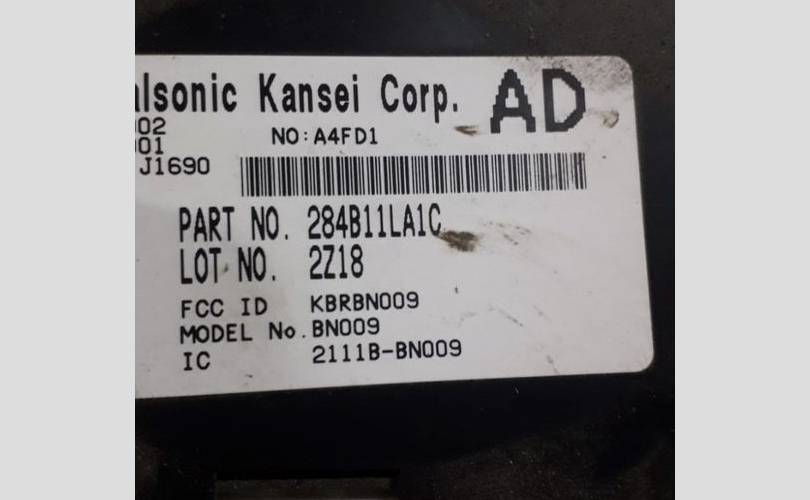 alsonic Kansei Corp. AD
02
01 NO:A4FD1
J1690
PART NO. 284B11LA1C
LOT NO. 2Z18
FCC ID KBRBN009
MODEL No. BN009
IC 2111B-BN009